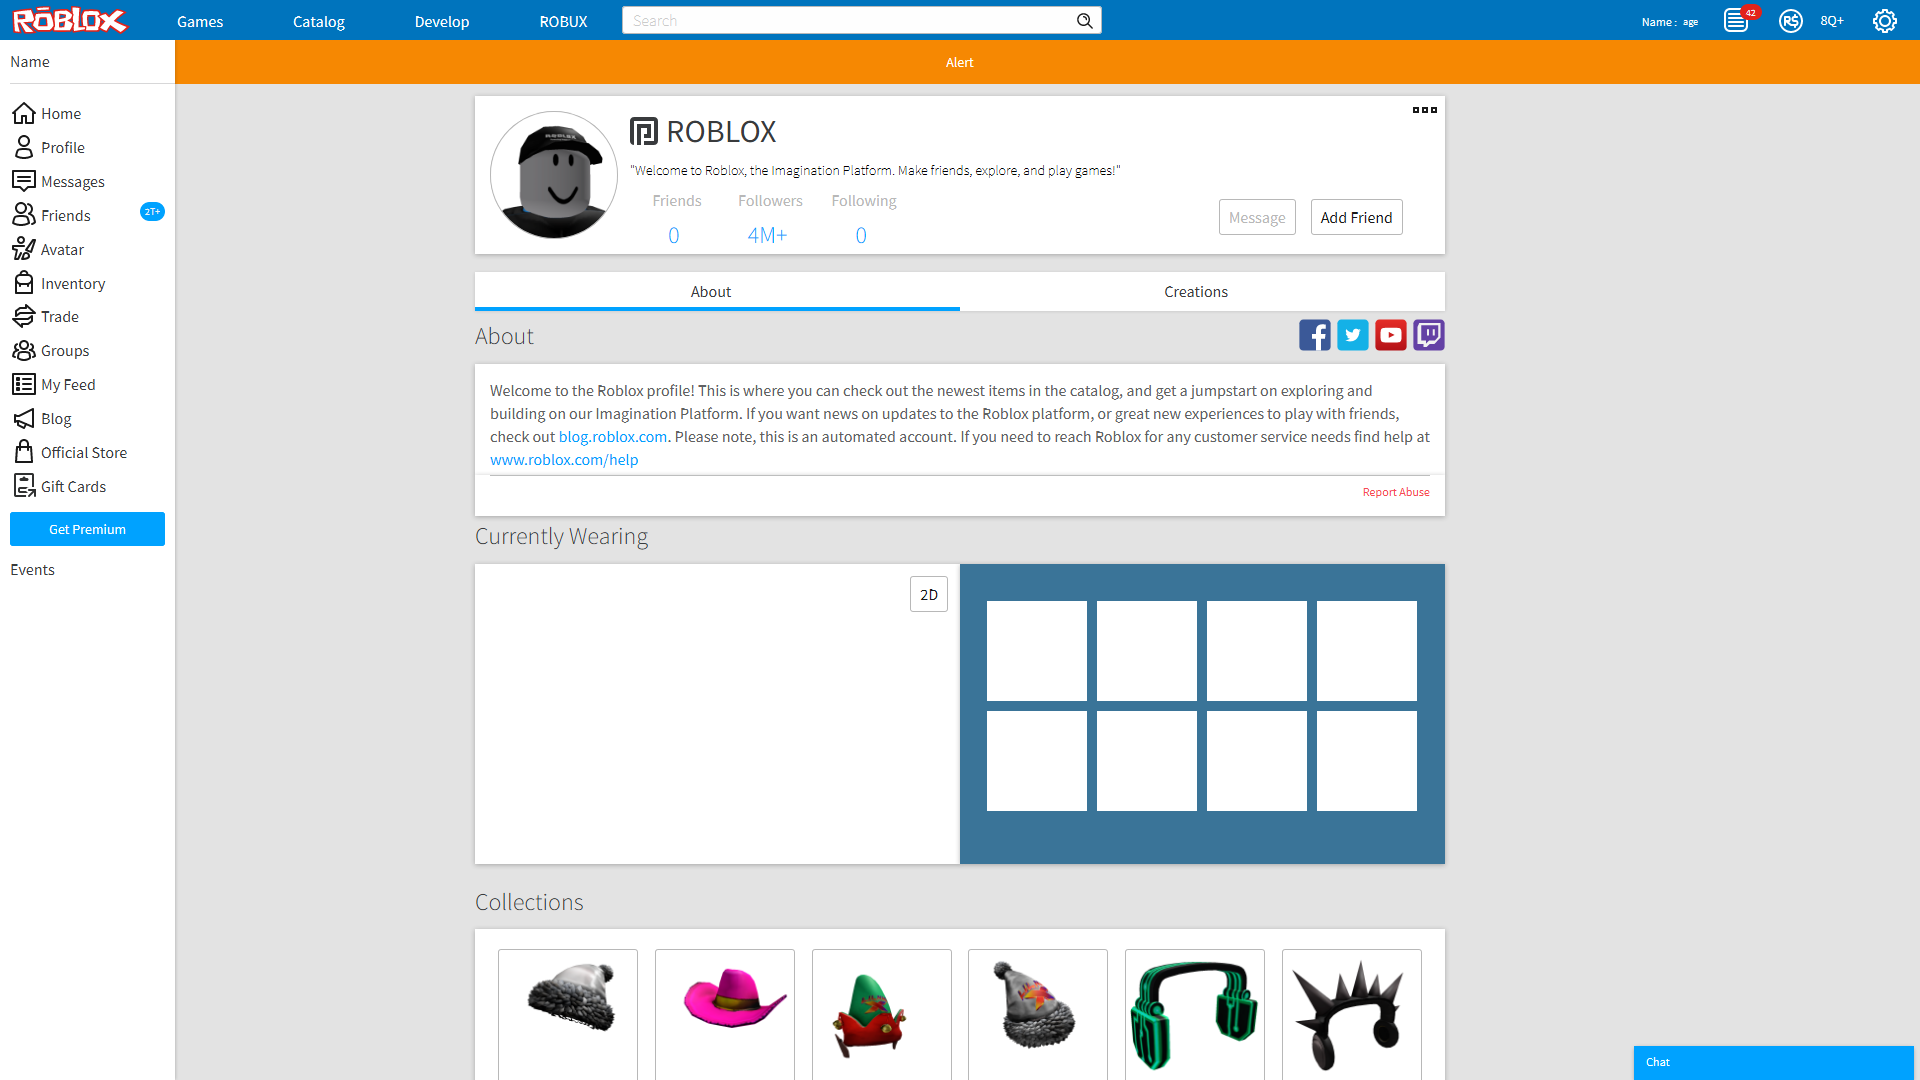 ROBLOX
Games
Catalog
Develop
ROBUX
Search
Name : age
42
R$
8Q+
Name
Alert
Home
Profile
Messages
Friends
2T+
Avatar
Inventory
Trade
Groups
My Feed
Blog
Official Store
Gift Cards
Get Premium
Events
ROBLOX
ROBLOX
"Welcome to Roblox, the Imagination Platform. Make friends, explore, and play games!"
Friends
Followers
Following
0
4M+
0
Message
Add Friend
About
Creations
About
Welcome to the Roblox profile! This is where you can check out the newest items in the catalog, and get a jumpstart on exploring and
building on our Imagination Platform. If you want news on updates to the Roblox platform, or great new experiences to play with friends,
check out blog.roblox.com. Please note, this is an automated account. If you need to reach Roblox for any customer service needs find help at
www.roblox.com/help
Report Abuse
Currently Wearing
2D
Collections
Chat